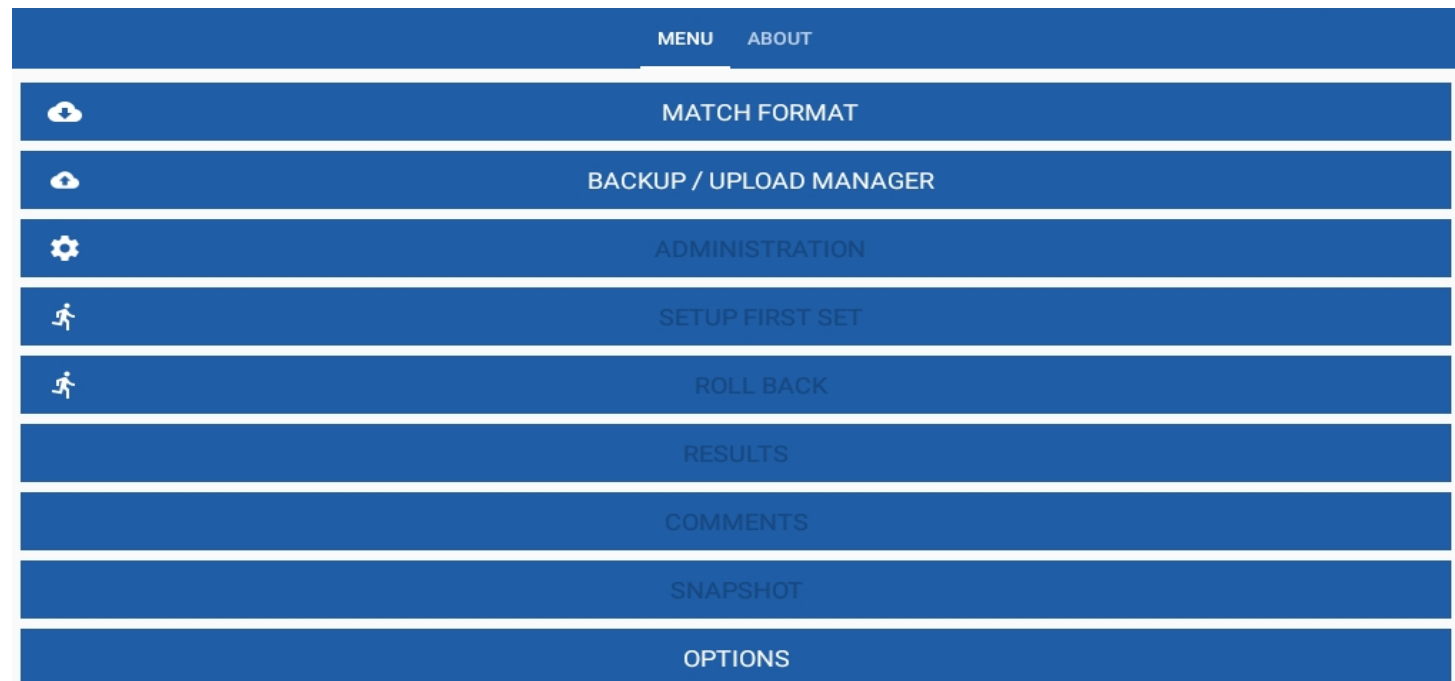 MENU ABOUT
MATCH FORMAT
BACKUP / UPLOAD MANAGER
ADMINISTRATION
SETUP FIRST SET
ROLL BACK
RESULTS
COMMENTS
SNAPSHOT
OPTIONS